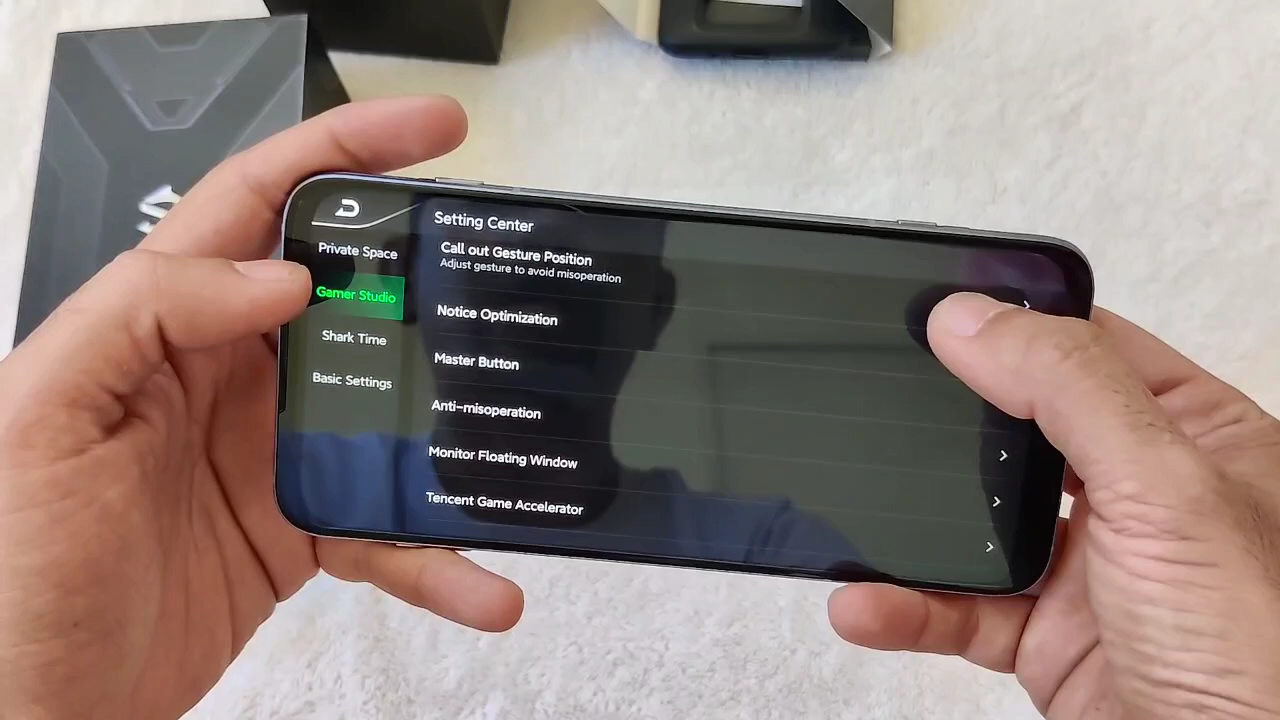 Setting Center
Private Space
Gamer Studio
Shark Time
Basic Settings
Call out Gesture Position
Adjust gesture to avoid misoperation
Notice Optimization
Master Button
Anti-misoperation
Monitor Floating Window
Tencent Game Accelerator